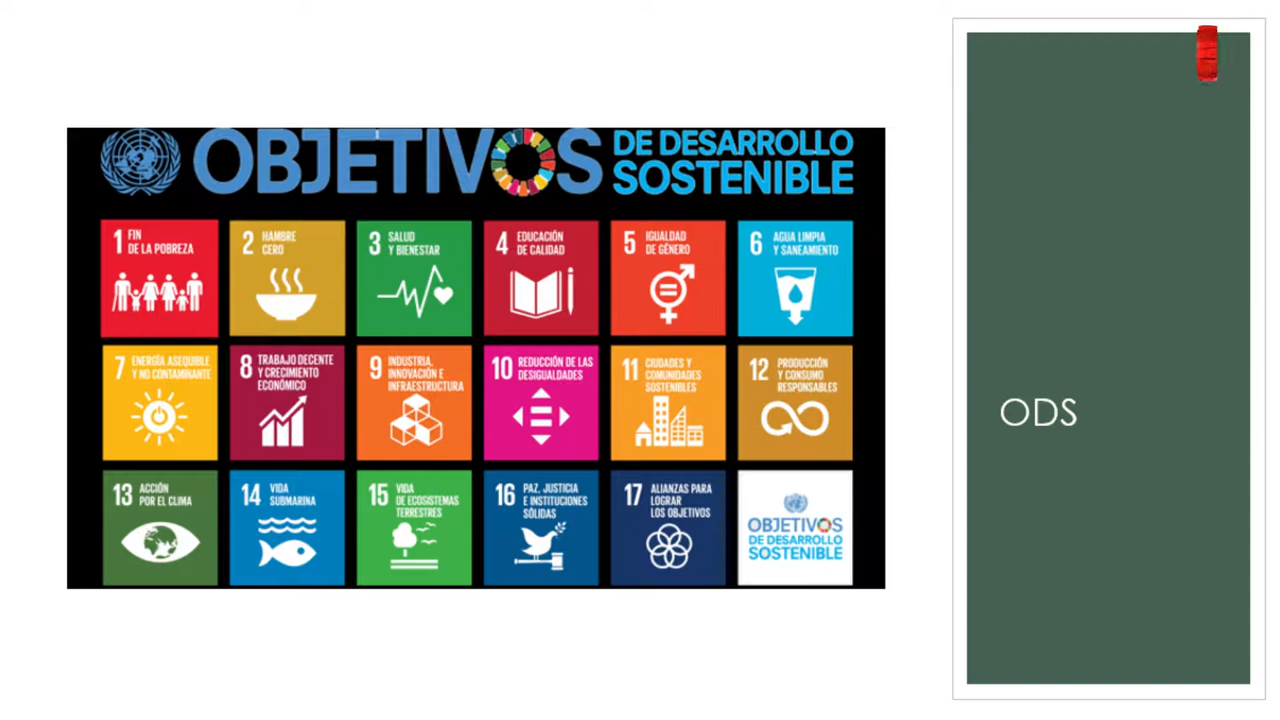 OBJETIVOS
DE DESARROLLO
SOSTENIBLE
1 FIN
DE LA POBREZA
2 HAMBRE
CERO
3 SALUD
Y BIENESTAR
4 EDUCACIÓN
DE CALIDAD
5 IGUALDAD
DE GÉNERO
6 AGUA LIMPIA
Y SANEAMIENTO
7 ENERGÍA ASEQUIBLE
Y NO CONTAMINANTE
8 TRABAJO DECENTE
Y CRECIMIENTO
ECONÓMICO
9 INDUSTRIA,
INNOVACIÓN E
INFRAESTRUCTURA
10 REDUCCIÓN DE LAS
DESIGUALDADES
11 CIUDADES Y
COMUNIDADES
SOSTENIBLES
12 PRODUCCIÓN
Y CONSUMO
RESPONSABLES
13 ACCIÓN
POR EL CLIMA
14 VIDA
SUBMARINA
15 VIDA
DE ECOSISTEMAS
TERRESTRES
16 PAZ, JUSTICIA
E INSTITUCIONES
SÓLIDAS
17 ALIANZAS PARA
LOGRAR
LOS OBJETIVOS
OBJETIVOS
DE DESARROLLO
SOSTENIBLE
ODS